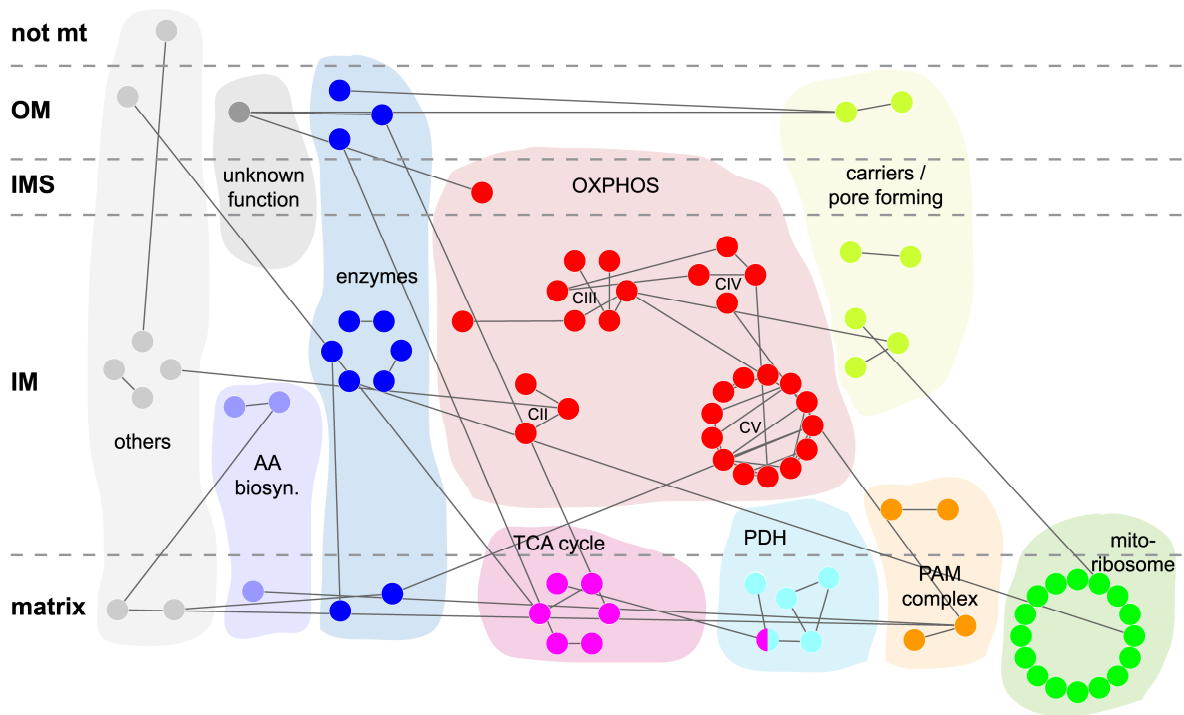 not mt
OM
IMS
IM
matrix
unknown
function
enzymes
OXPHOS
carriers /
pore forming
CIII
CIV
CII
CV
others
AA
biosyn.
TCA cycle
PDH
PAM
complex
mito-
ribosome